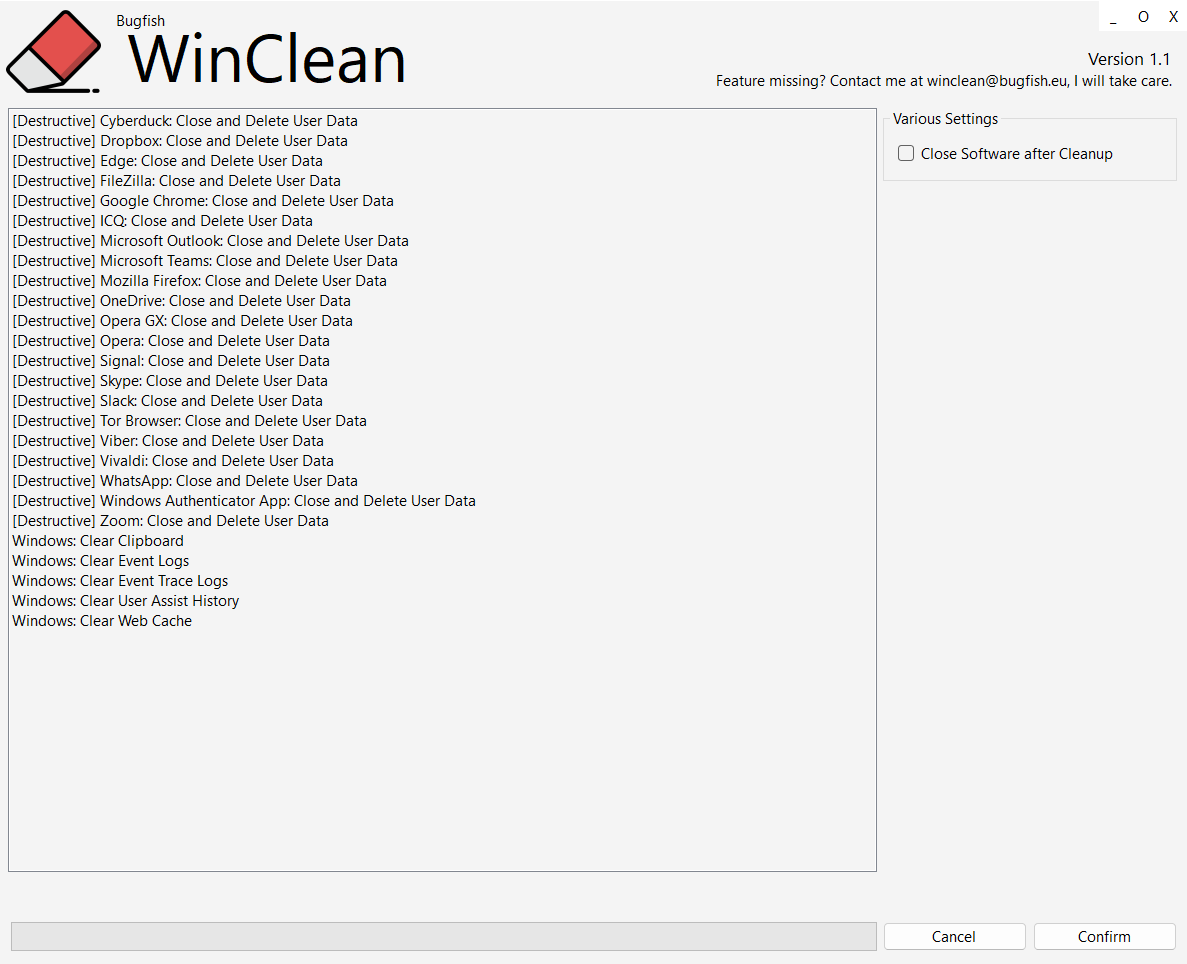 Bugfish
WinClean
_ O X
Version 1.1
Feature missing? Contact me at winclean@bugfish.eu, I will take care.
[Destructive] Cyberduck: Close and Delete User Data
[Destructive] Dropbox: Close and Delete User Data
[Destructive] Edge: Close and Delete User Data
[Destructive] FileZilla: Close and Delete User Data
[Destructive] Google Chrome: Close and Delete User Data
[Destructive] ICQ: Close and Delete User Data
[Destructive] Microsoft Outlook: Close and Delete User Data
[Destructive] Microsoft Teams: Close and Delete User Data
[Destructive] Mozilla Firefox: Close and Delete User Data
[Destructive] OneDrive: Close and Delete User Data
[Destructive] Opera GX: Close and Delete User Data
[Destructive] Opera: Close and Delete User Data
[Destructive] Signal: Close and Delete User Data
[Destructive] Skype: Close and Delete User Data
[Destructive] Slack: Close and Delete User Data
[Destructive] Tor Browser: Close and Delete User Data
[Destructive] Viber: Close and Delete User Data
[Destructive] Vivaldi: Close and Delete User Data
[Destructive] WhatsApp: Close and Delete User Data
[Destructive] Windows Authenticator App: Close and Delete User Data
[Destructive] Zoom: Close and Delete User Data
Windows: Clear Clipboard
Windows: Clear Event Logs
Windows: Clear Event Trace Logs
Windows: Clear User Assist History
Windows: Clear Web Cache
Various Settings
Close Software after Cleanup
Cancel
Confirm